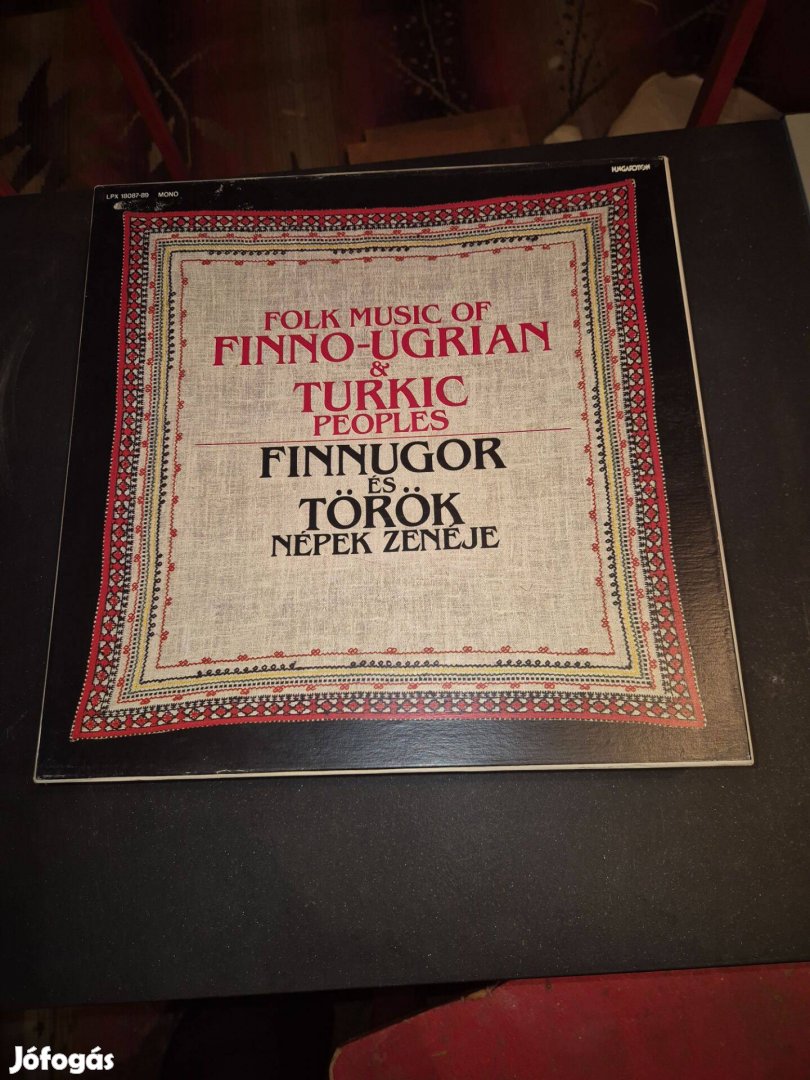 LPX 18087-89 MONO
HUNGAROTON
FOLK MUSIC OF
FINNO-UGRIAN
&
TURKIC
PEOPLES
FINNUGOR
ÉS
TÖRÖK
NÉPEK ZENÉJE
Jófogás